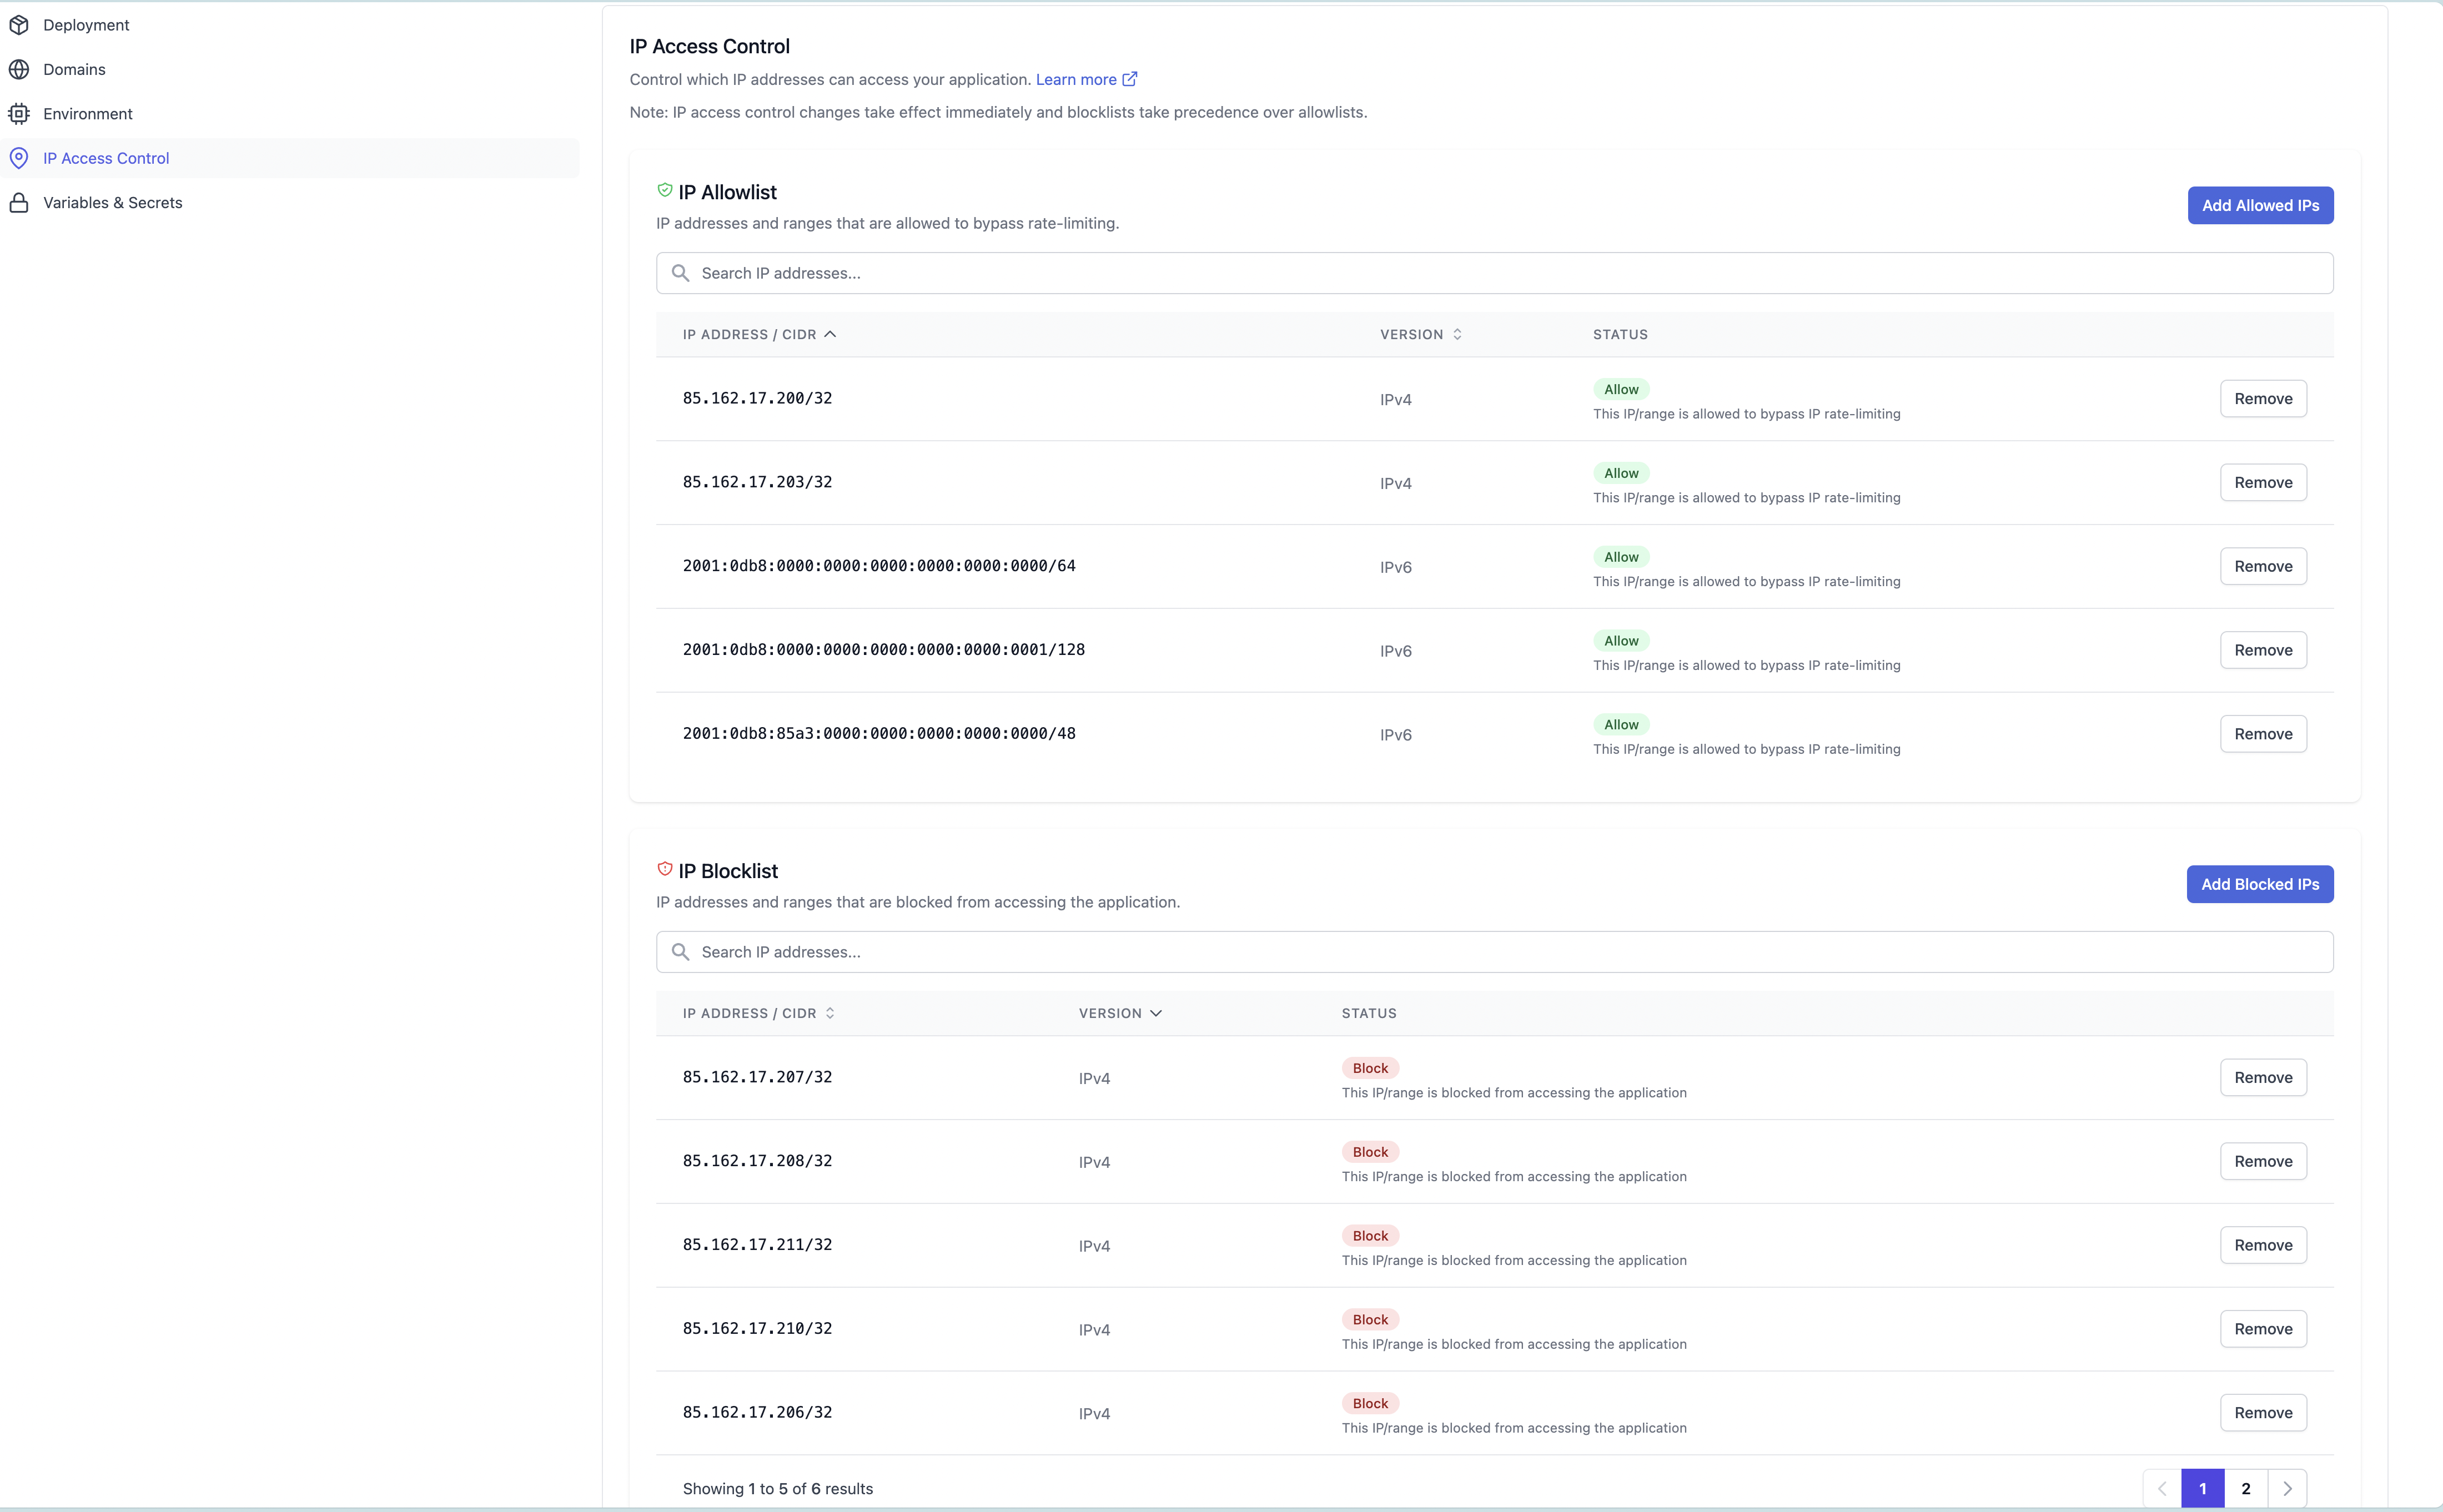 Deployment
Domains
Environment
IP Access Control
Variables & Secrets
IP Access Control
Control which IP addresses can access your application. Learn more
Note: IP access control changes take effect immediately and blocklists take precedence over allowlists.
IP Allowlist
IP addresses and ranges that are allowed to bypass rate-limiting.
Add Allowed IPs
Search IP addresses...
IP ADDRESS / CIDR VERSION STATUS
85.162.17.200/32 IPv4 Allow Remove
This IP/range is allowed to bypass IP rate-limiting
85.162.17.203/32 IPv4 Allow Remove
This IP/range is allowed to bypass IP rate-limiting
2001:0db8:0000:0000:0000:0000:0000:0000/64 IPv6 Allow Remove
This IP/range is allowed to bypass IP rate-limiting
2001:0db8:0000:0000:0000:0000:0000:0001/128 IPv6 Allow Remove
This IP/range is allowed to bypass IP rate-limiting
2001:0db8:85a3:0000:0000:0000:0000:0000/48 IPv6 Allow Remove
This IP/range is allowed to bypass IP rate-limiting
IP Blocklist
IP addresses and ranges that are blocked from accessing the application.
Add Blocked IPs
Search IP addresses...
IP ADDRESS / CIDR VERSION STATUS
85.162.17.207/32 IPv4 Block Remove
This IP/range is blocked from accessing the application
85.162.17.208/32 IPv4 Block Remove
This IP/range is blocked from accessing the application
85.162.17.211/32 IPv4 Block Remove
This IP/range is blocked from accessing the application
85.162.17.210/32 IPv4 Block Remove
This IP/range is blocked from accessing the application
85.162.17.206/32 IPv4 Block Remove
This IP/range is blocked from accessing the application
Showing 1 to 5 of 6 results 1 2